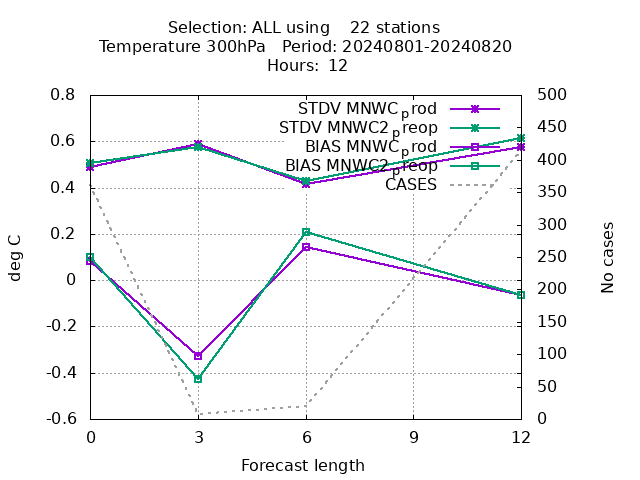 Selection: ALL using    22 stations
Temperature 300hPa   Period: 20240801-20240820
Hours:  12
0.8
0.6
0.4
0.2
0
-0.2
-0.4
-0.6
500
450
400
350
300
250
200
150
100
50
0
STDV MNWC_prod
STDV MNWC2_preop
BIAS MNWC_prod
BIAS MNWC2_preop
CASES
deg C
No cases
0 3 6 9 12
Forecast length